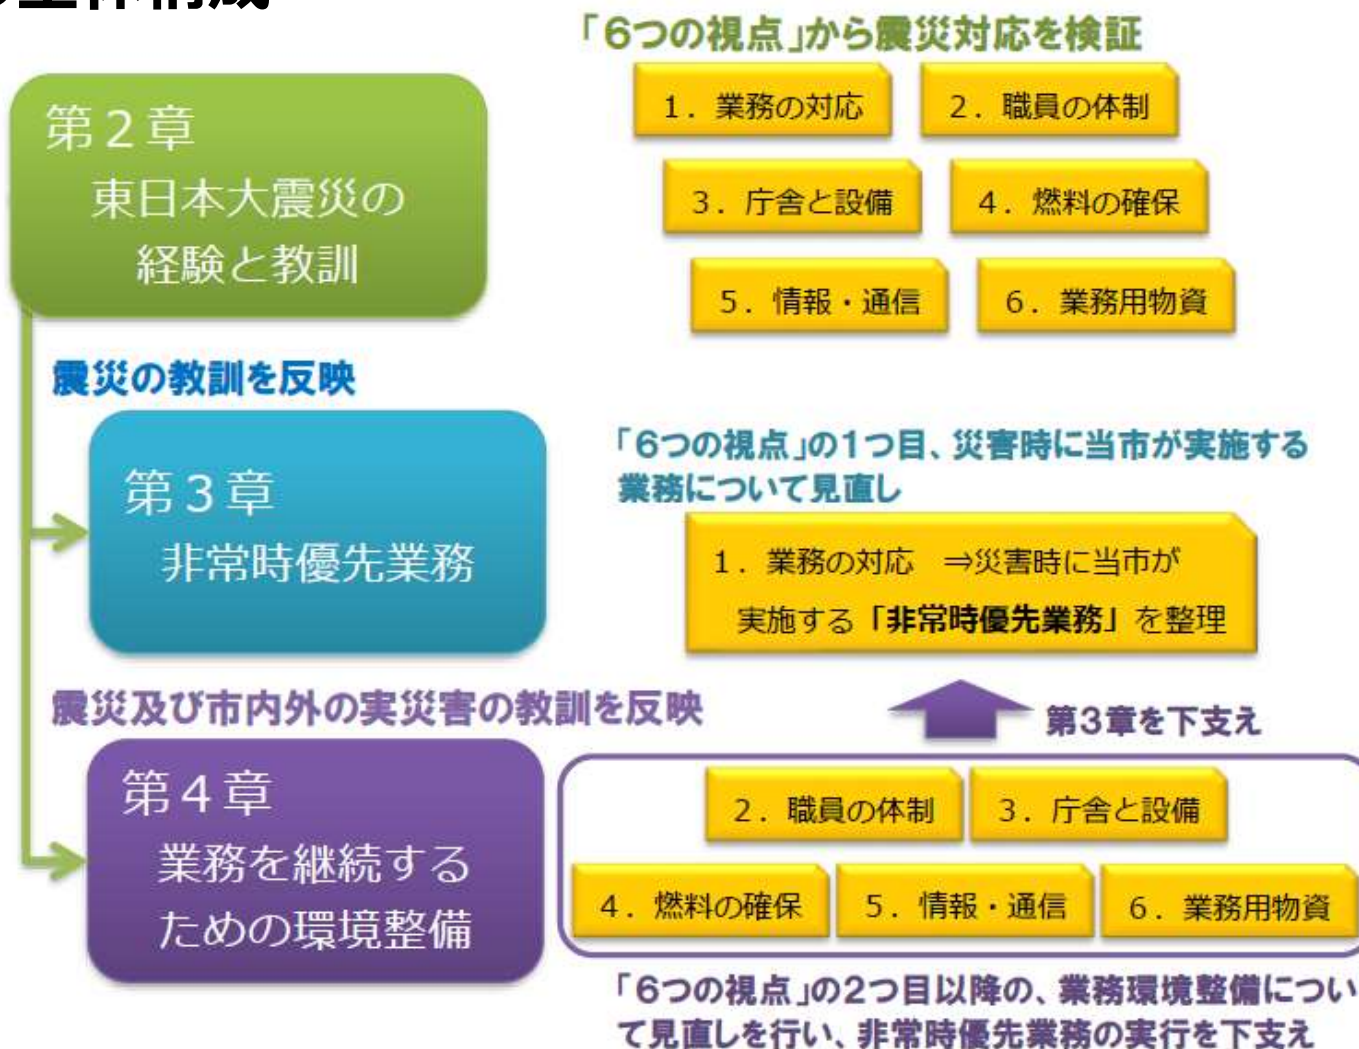 全体構成
「6つの視点」から震災対応を検証
第2章
東日本大震災の
経験と教訓
1．業務の対応
2．職員の体制
3．庁舎と設備
4．燃料の確保
5．情報・通信
6．業務用物資
震災の教訓を反映
第3章
非常時優先業務
「6つの視点」の1つ目、災害時に当市が実施する
業務について見直し
1．業務の対応　⇒災害時に当市が
実施する「非常時優先業務」を整理
震災及び市内外の実災害の教訓を反映
第3章を下支え
第4章
業務を継続する
ための環境整備
2．職員の体制
3．庁舎と設備
4．燃料の確保
5．情報・通信
6．業務用物資
「6つの視点」の2つ目以降の、業務環境整備につい
て見直しを行い、非常時優先業務の実行を下支え